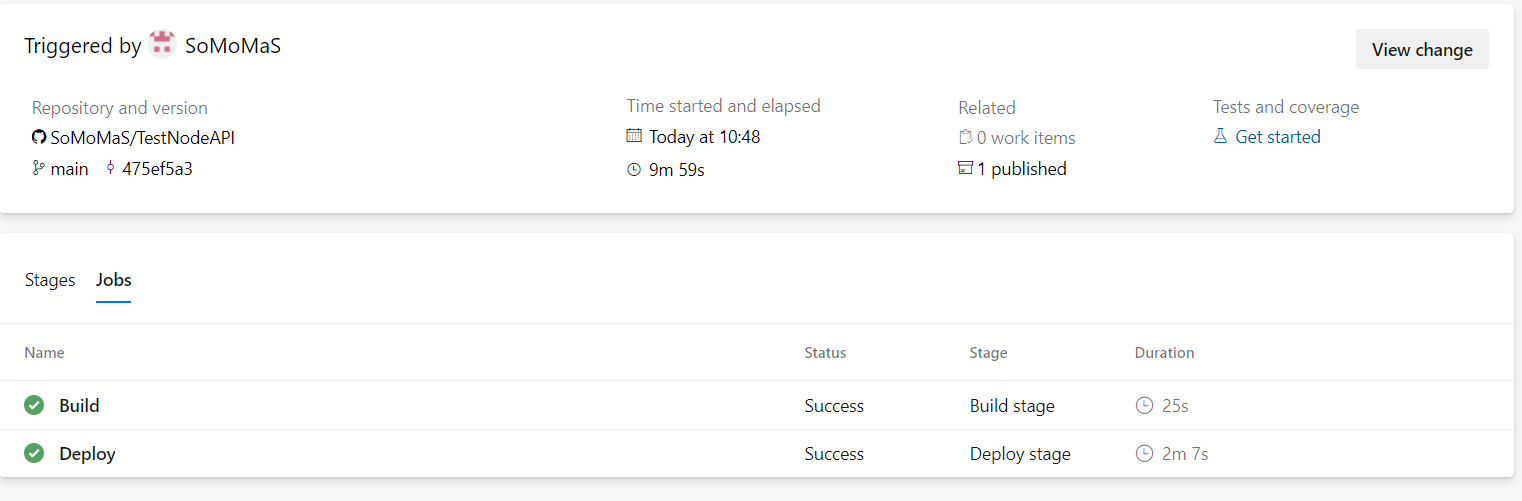 Triggered by SoMoMaS
View change
Repository and version
Time started and elapsed
Related
Tests and coverage
SoMoMaS/TestNodeAPI
Today at 10:48
0 work items
Get started
main 475ef5a3
9m 59s
1 published
Stages Jobs
Name Status Stage Duration
Build Success Build stage 25s
Deploy Success Deploy stage 2m 7s